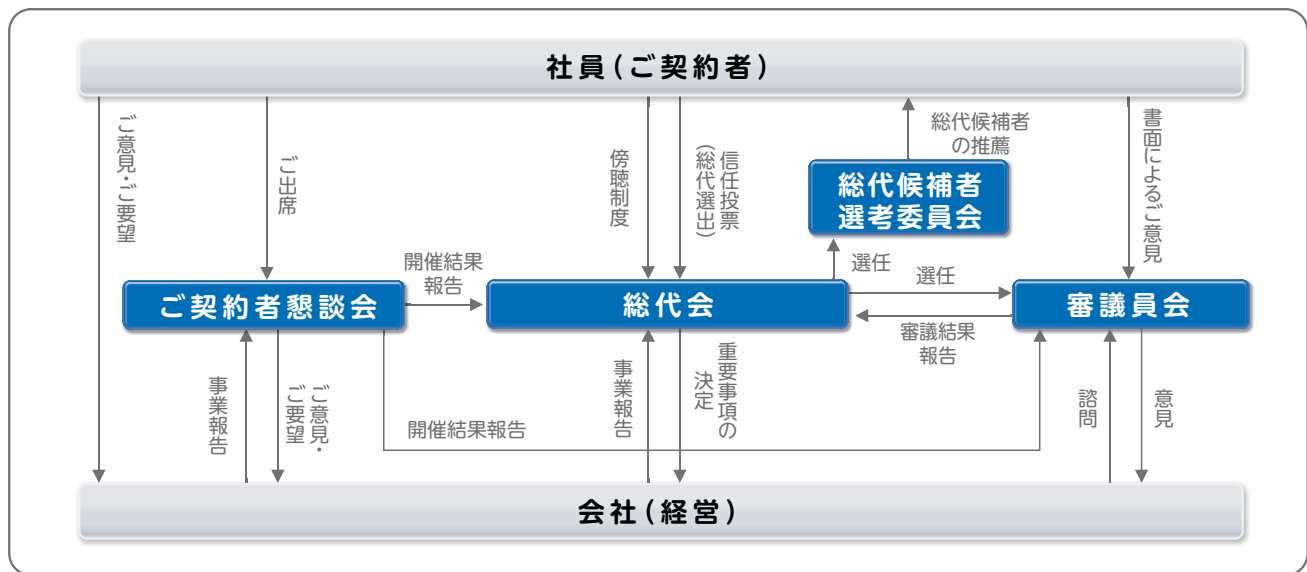 社員（ご契約者）
ご意見・ご要望
ご出席
傍聴制度
信任投票
（総代選出）
総代候補者
の推薦
書面によるご意見
総代候補者
選考委員会
開催結果
報告
選任
選任
ご契約者懇談会
総代会
審議員会
審議結果
報告
事業報告
ご意見・
ご要望
開催結果報告
事業報告
重要事項の
決定
諮問
意見
会社（経営）